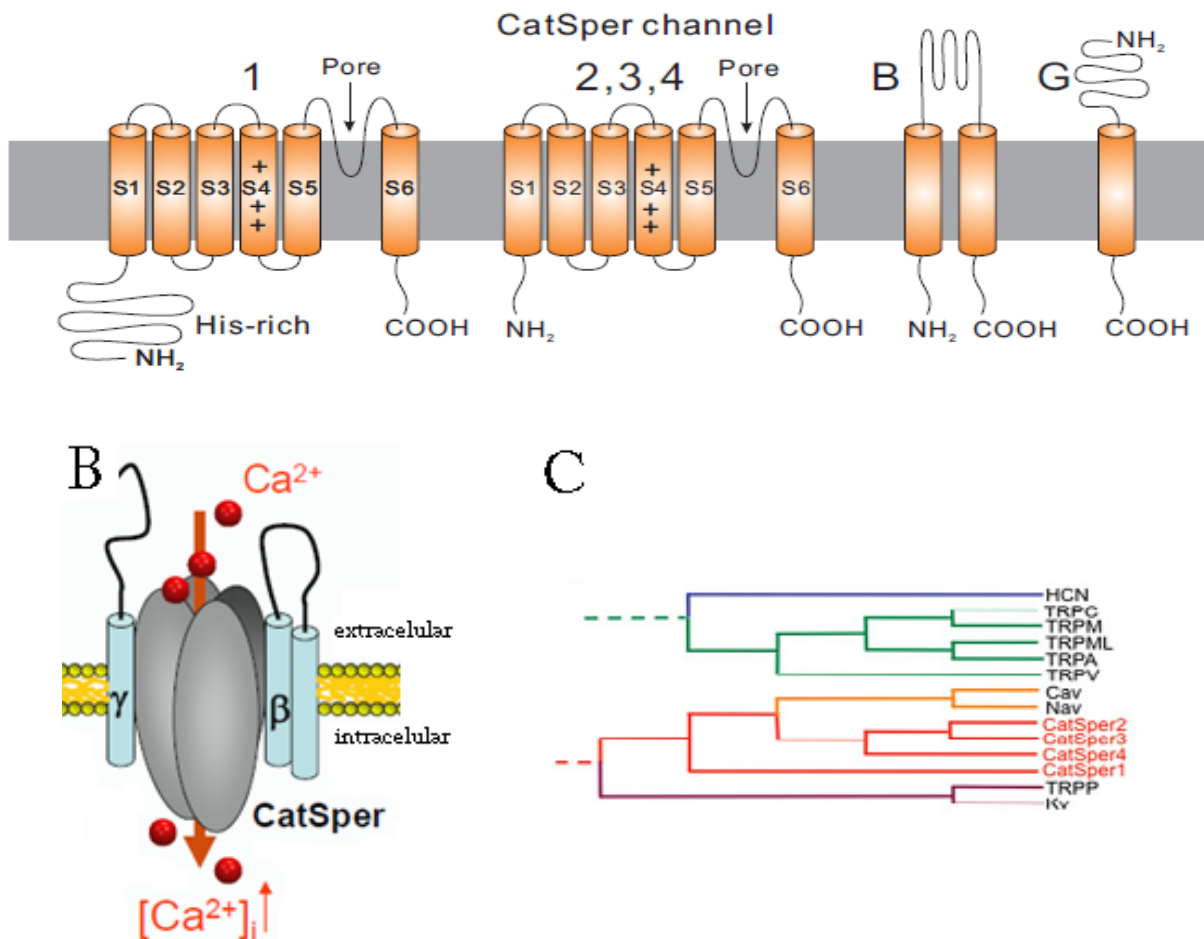 CatSper channel
1
Pore
2,3,4
Pore
B
G
NH₂
S1 S2 S3 S4 S5 S6
+ + +
S1 S2 S3 S4 S5 S6
+ + +
His-rich
NH₂
COOH
NH₂
COOH
NH₂
COOH
COOH
B
Ca²⁺
extracelular
γ
β
intracelular
CatSper
[Ca²⁺]i
C
HCN
TRPC
TRPM
TRPML
TRPA
TRPV
Cav
Nav
CatSper2
CatSper3
CatSper4
CatSper1
TRPP
Kv